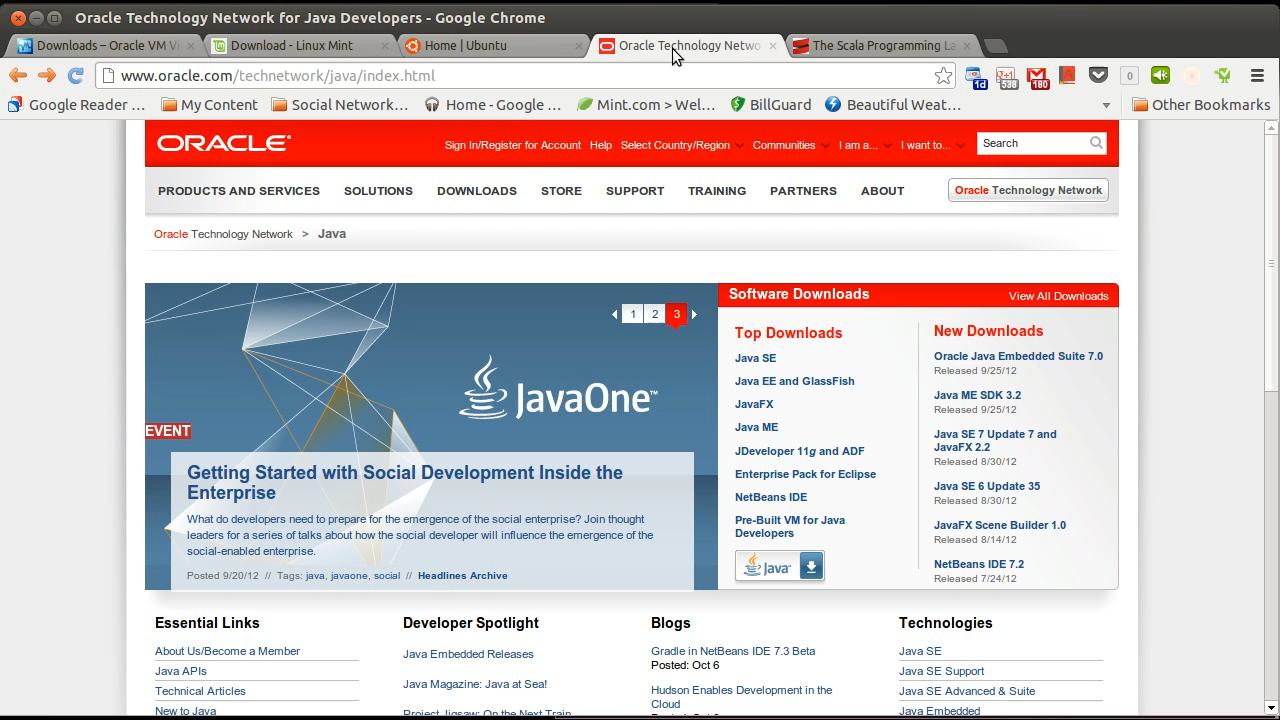 Oracle Technology Network for Java Developers - Google Chrome
Downloads – Oracle VM Vi
Download - Linux Mint
Home | Ubuntu
Oracle Technology Netwo
The Scala Programming La
www.oracle.com/technetwork/java/index.html
1d
538
180
0
Google Reader ...
My Content
Social Network...
Home - Google ...
Mint.com > Wel...
BillGuard
Beautiful Weat...
Other Bookmarks
ORACLE
Sign In/Register for Account
Help
Select Country/Region
Communities
I am a...
I want to...
Search
PRODUCTS AND SERVICES
SOLUTIONS
DOWNLOADS
STORE
SUPPORT
TRAINING
PARTNERS
ABOUT
Oracle Technology Network
Oracle Technology Network > Java
1 2 3
JavaOne™
EVENT
Getting Started with Social Development Inside the
Enterprise
What do developers need to prepare for the emergence of the social enterprise? Join thought
leaders for a series of talks about how the social developer will influence the emergence of the
social-enabled enterprise.
Posted 9/20/12 // Tags: java, javaone, social // Headlines Archive
Software Downloads
View All Downloads
Top Downloads
Java SE
Java EE and GlassFish
JavaFX
Java ME
JDeveloper 11g and ADF
Enterprise Pack for Eclipse
NetBeans IDE
Pre-Built VM for Java
Developers
Java
New Downloads
Oracle Java Embedded Suite 7.0
Released 9/25/12
Java ME SDK 3.2
Released 9/25/12
Java SE 7 Update 7 and
JavaFX 2.2
Released 8/30/12
Java SE 6 Update 35
Released 8/30/12
JavaFX Scene Builder 1.0
Released 8/14/12
NetBeans IDE 7.2
Released 7/24/12
Essential Links
About Us/Become a Member
Java APIs
Technical Articles
New to Java
Developer Spotlight
Java Embedded Releases
Java Magazine: Java at Sea!
Project Jigsaw: On the Next Train
Blogs
Gradle in NetBeans IDE 7.3 Beta
Posted: Oct 6
Hudson Enables Development in the
Cloud
Technologies
Java SE
Java SE Support
Java SE Advanced & Suite
Java Embedded